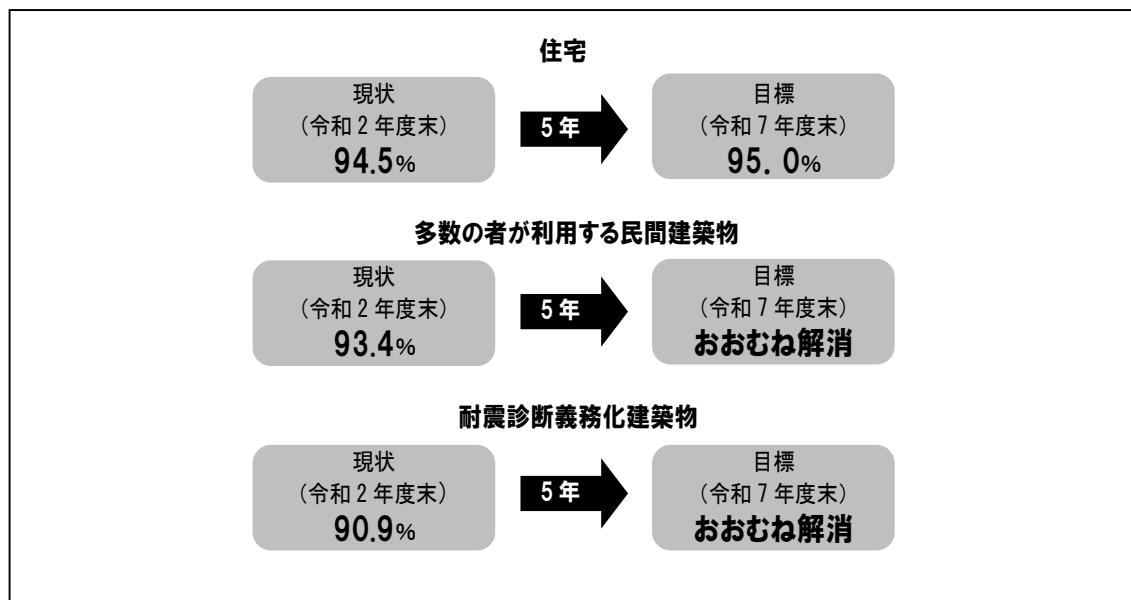 住宅
現状
（令和２年度末）
94.5%
5年
目標
（令和７年度末）
95．0%
多数の者が利用する民間建築物
現状
（令和２年度末）
93.4%
5年
目標
（令和７年度末）
おおむね解消
耐震診断義務化建築物
現状
（令和２年度末）
90.9%
5年
目標
（令和７年度末）
おおむね解消